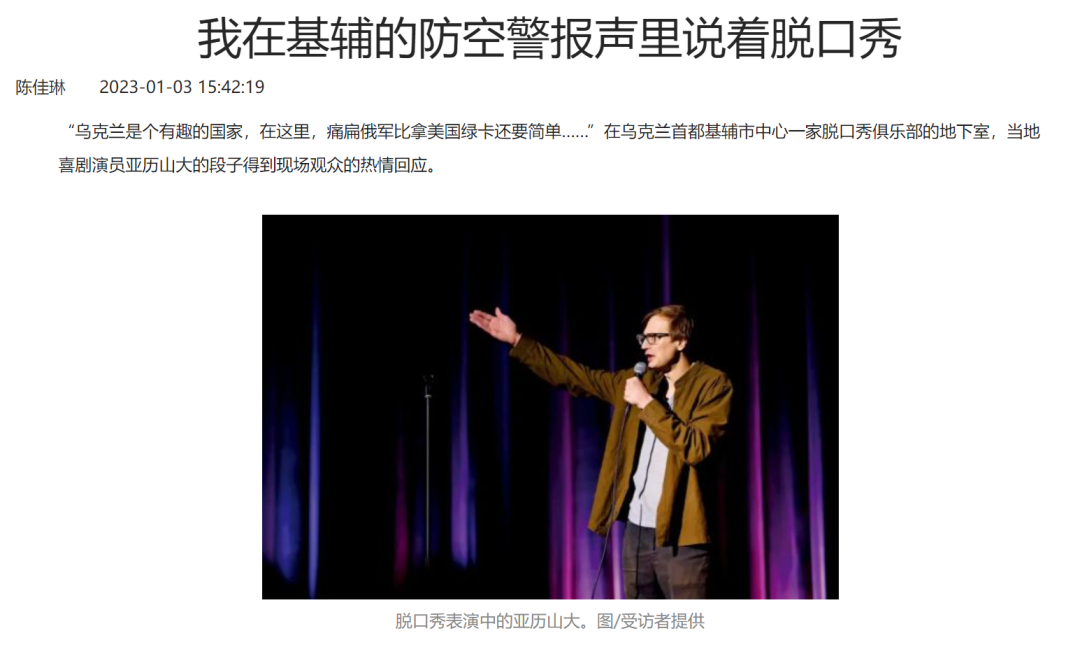 我在基辅的防空警报声里说着脱口秀
陈佳琳 2023-01-03 15:42:19
“乌克兰是个有趣的国家，在这里，痛扁俄军比拿美国绿卡还要简单......”在乌克兰首都基辅市中心一家脱口秀俱乐部的地下室，当地
喜剧演员亚历山大的段子得到现场观众的热情回应。
脱口秀表演中的亚历山大。图/受访者提供